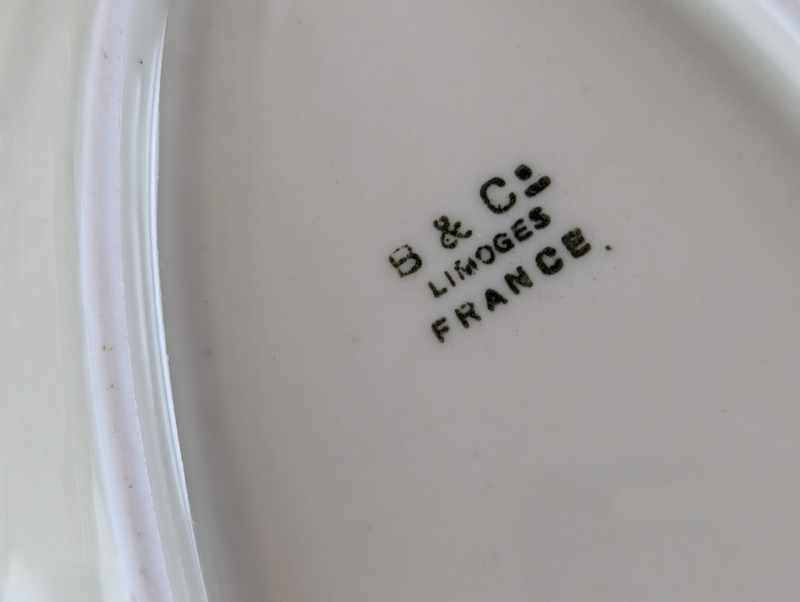 B & Cº
LIMOGES
FRANCE.